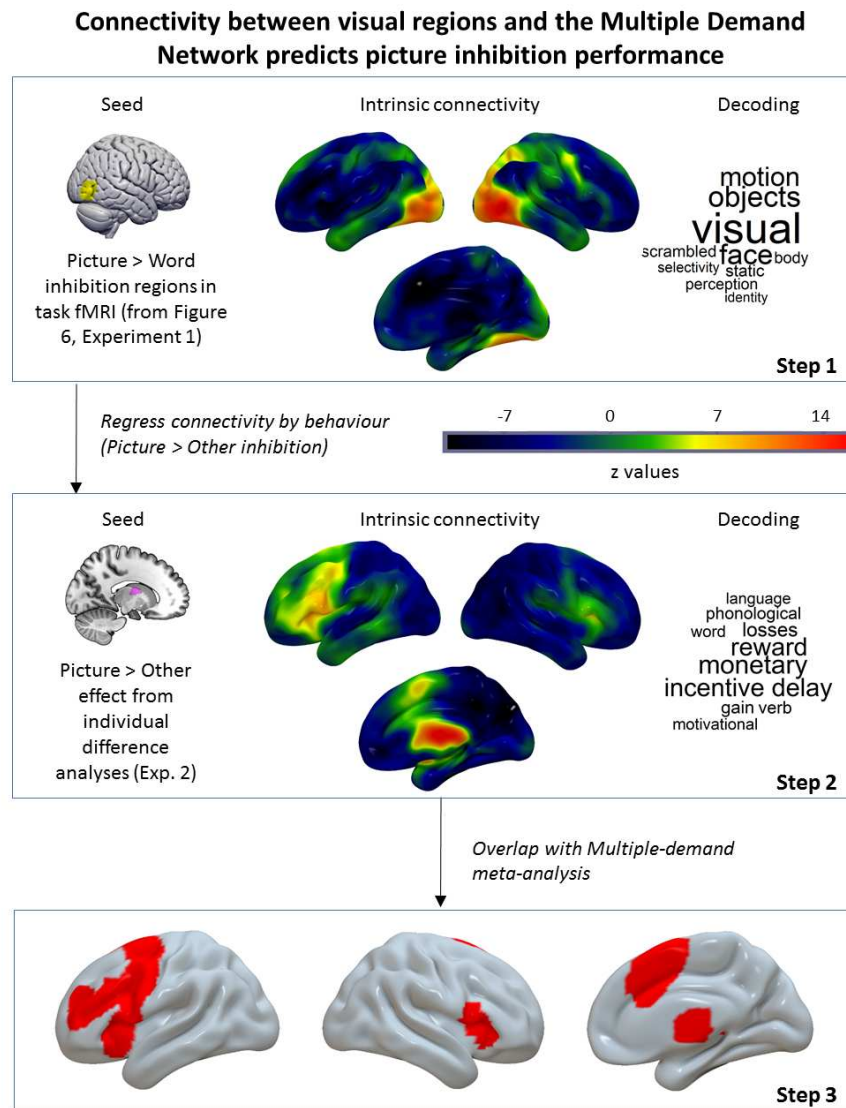 Connectivity between visual regions and the Multiple Demand
Network predicts picture inhibition performance
Seed
Intrinsic connectivity
Decoding
Picture > Word
inhibition regions in
task fMRI (from Figure
6, Experiment 1)
motion
objects
visual
scrambled face body
selectivity static
perception
identity
Step 1
Regress connectivity by behaviour
(Picture > Other inhibition)
-7 0 7 14
z values
Seed
Intrinsic connectivity
Decoding
Picture > Other
effect from
individual
difference
analyses (Exp. 2)
language
phonological
word losses
reward
monetary
incentive delay
gain verb
motivational
Step 2
Overlap with Multiple-demand
meta-analysis
Step 3